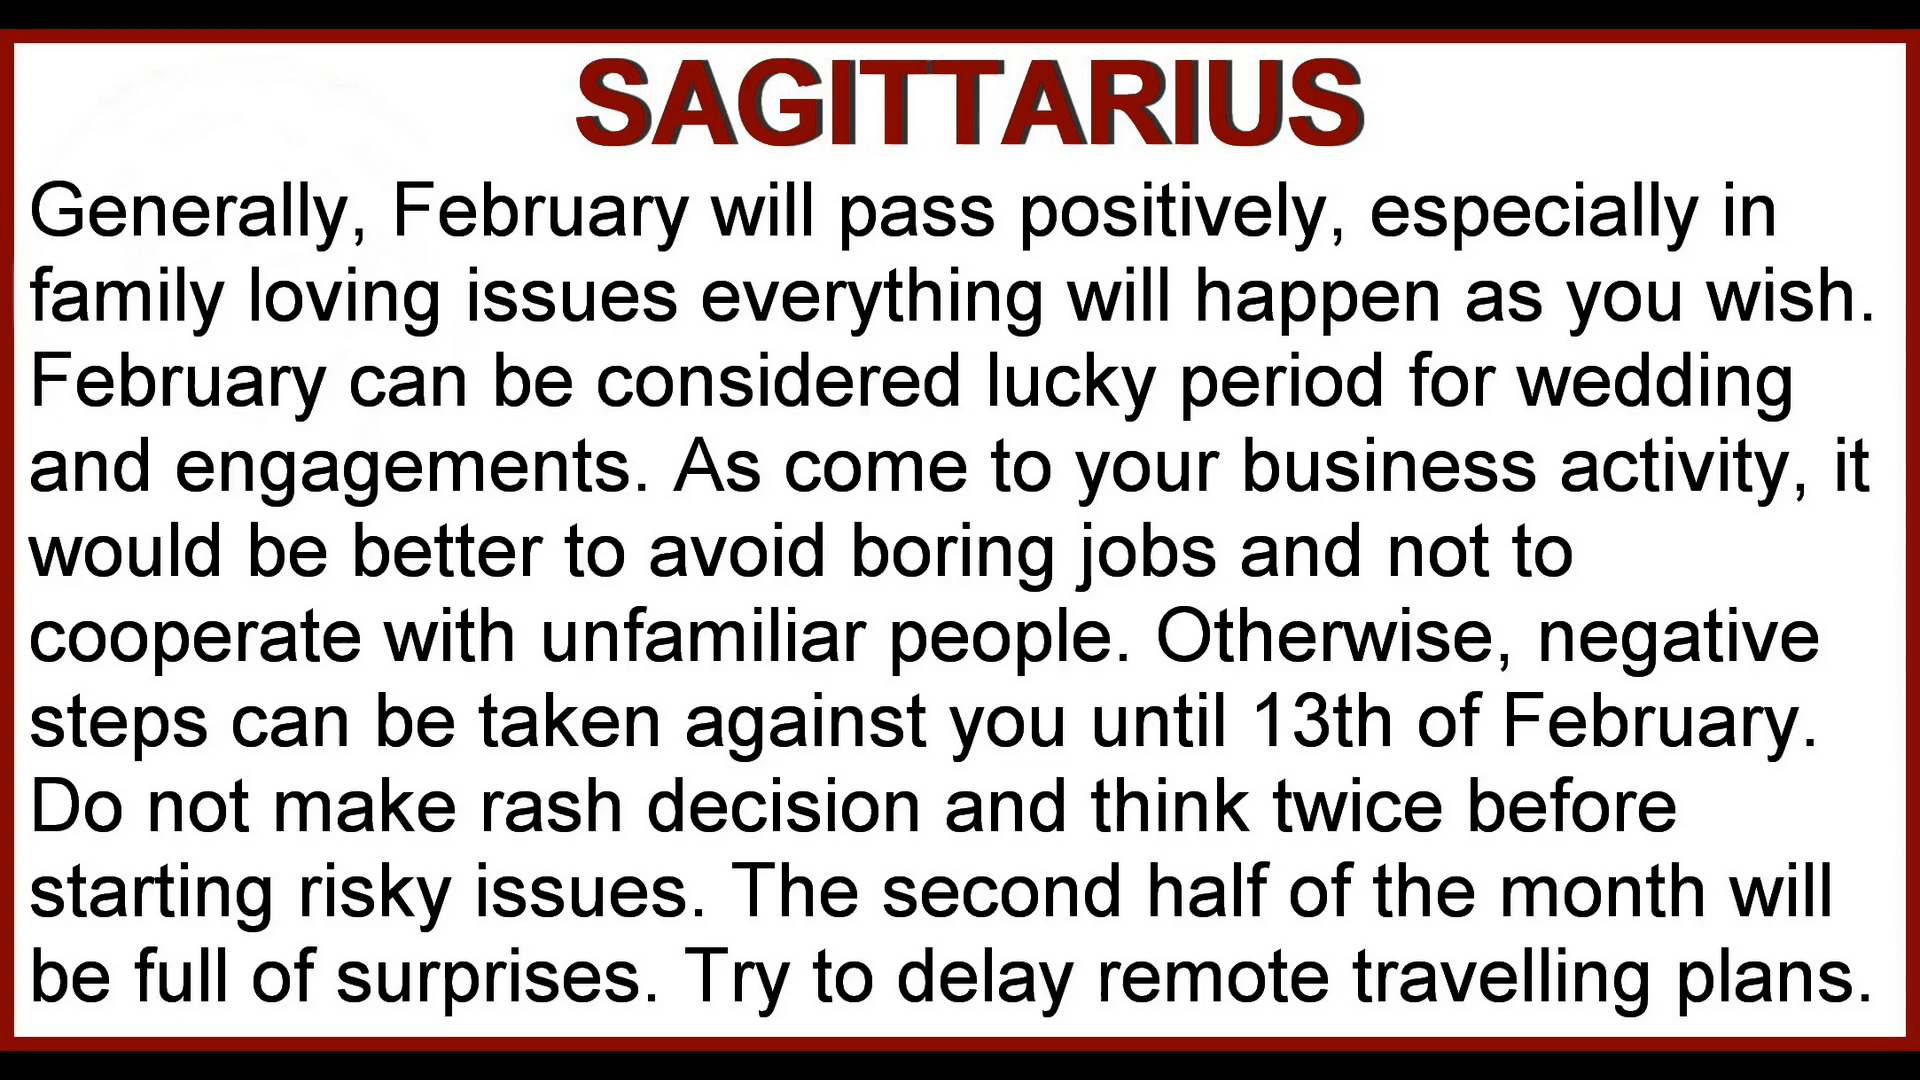 SAGITTARIUS
Generally, February will pass positively, especially in
family loving issues everything will happen as you wish.
February can be considered lucky period for wedding
and engagements. As come to your business activity, it
would be better to avoid boring jobs and not to
cooperate with unfamiliar people. Otherwise, negative
steps can be taken against you until 13th of February.
Do not make rash decision and think twice before
starting risky issues. The second half of the month will
be full of surprises. Try to delay remote travelling plans.